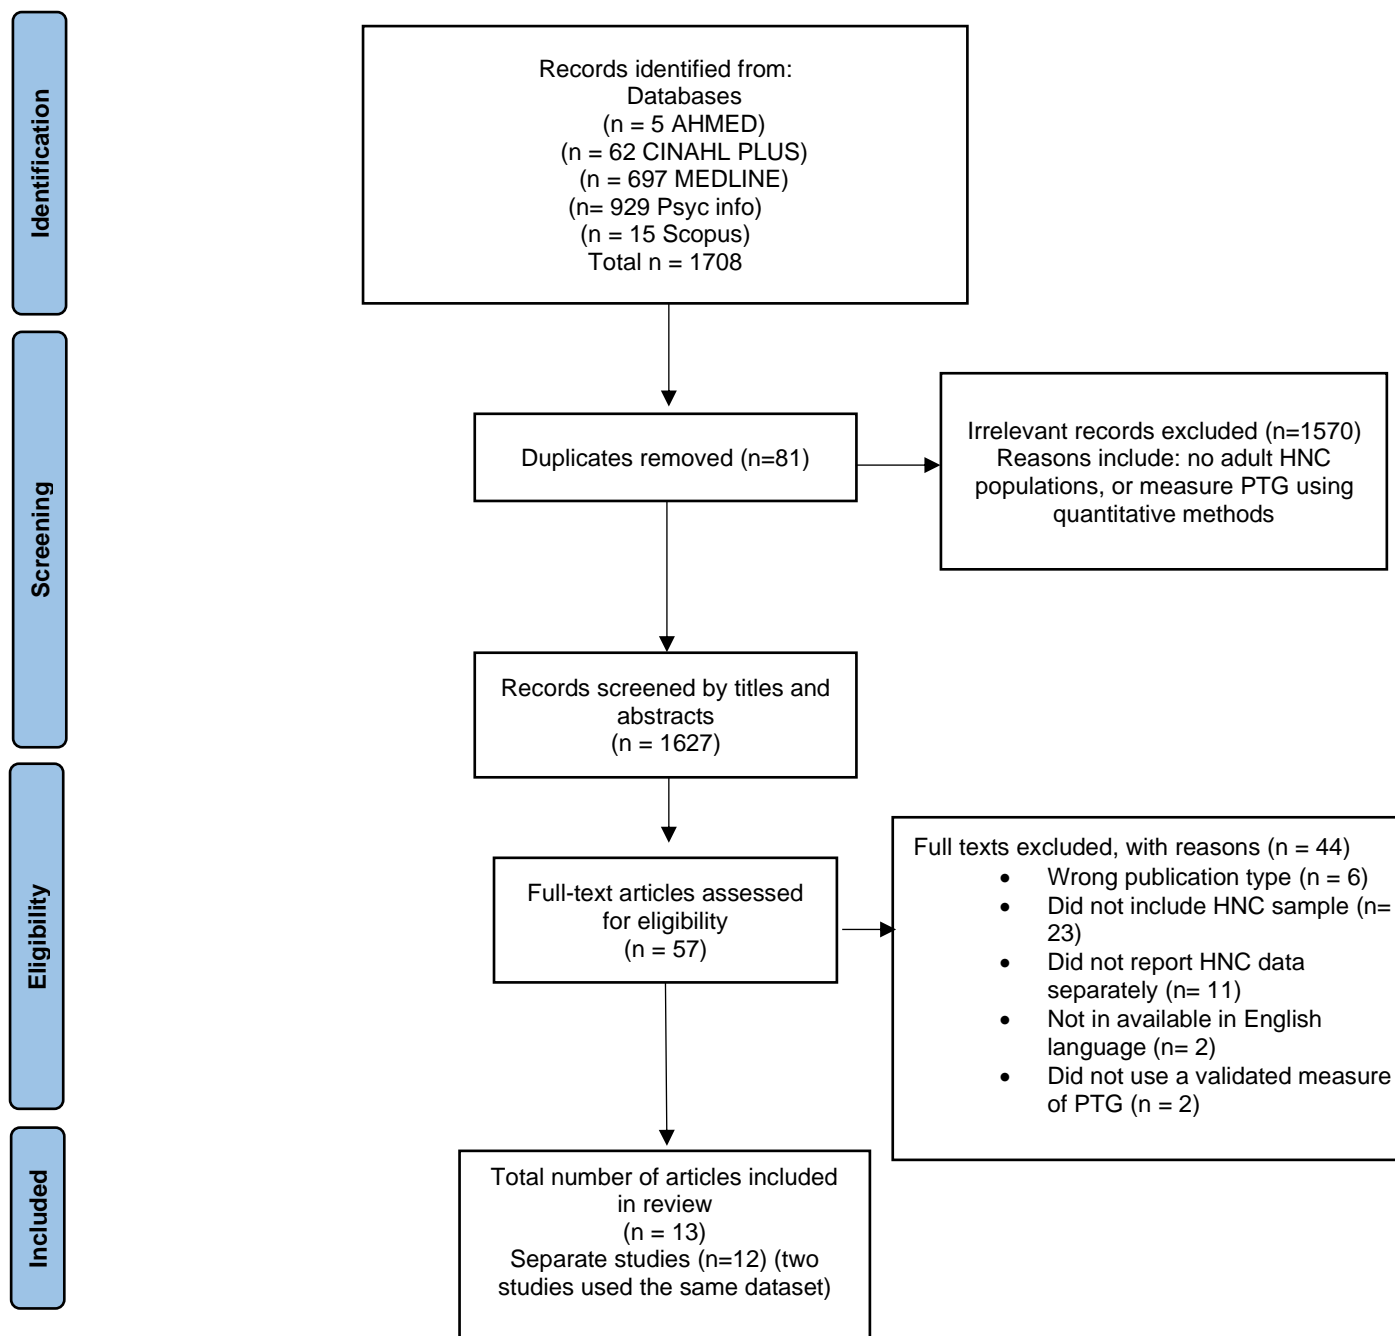 Identification
Records identified from:
Databases
(n = 5 AHMED)
(n = 62 CINAHL PLUS)
(n = 697 MEDLINE)
(n= 929 Psyc info)
(n = 15 Scopus)
Total n = 1708
Screening
Duplicates removed (n=81)
Irrelevant records excluded (n=1570)
Reasons include: no adult HNC
populations, or measure PTG using
quantitative methods
Records screened by titles and
abstracts
(n = 1627)
Eligibility
Full-text articles assessed
for eligibility
(n = 57)
Full texts excluded, with reasons (n = 44)
• Wrong publication type (n = 6)
• Did not include HNC sample (n=
23)
• Did not report HNC data
separately (n= 11)
• Not in available in English
language (n= 2)
• Did not use a validated measure
of PTG (n = 2)
Included
Total number of articles included
in review
(n = 13)
Separate studies (n=12) (two
studies used the same dataset)